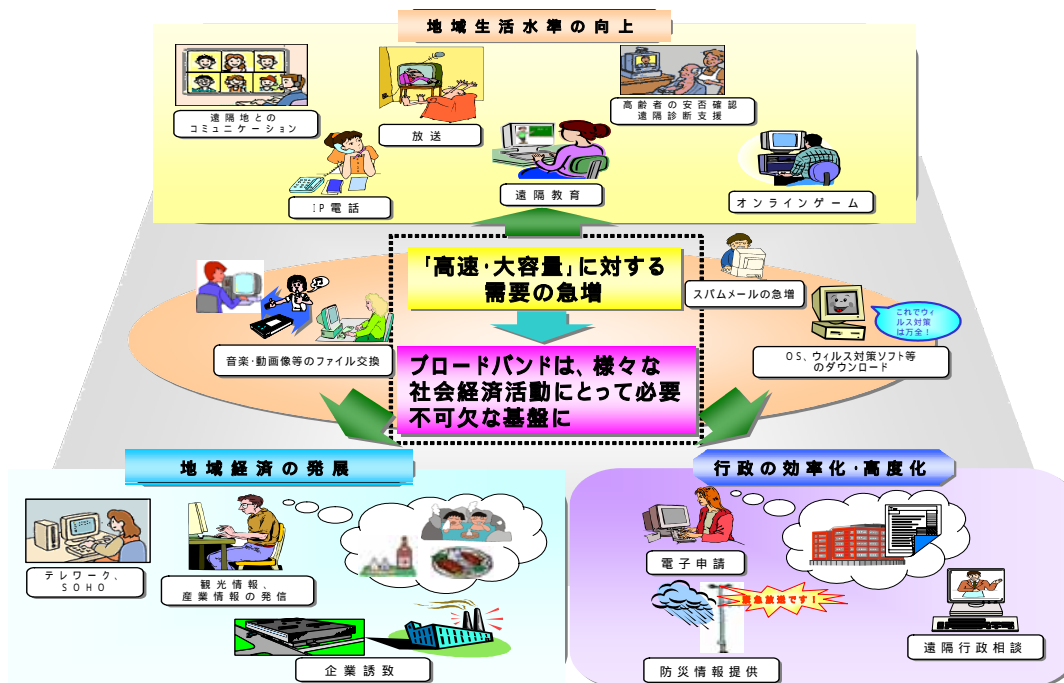 地域生活水準の向上
遠隔地との
コミュニケーション
放送
高齢者の安否確認
遠隔診断支援
IP電話
遠隔教育
オンラインゲーム
「高速・大容量」に対する
需要の急増
スパムメールの急増
これでウィ
ルス対策
は万全！
音楽・動画像等のファイル交換
OS、ウィルス対策ソフト等
のダウンロード
ブロードバンドは、様々な
社会経済活動にとって必要
不可欠な基盤に
地域経済の発展
テレワーク、
SOHO
観光情報、
産業情報の発信
企業誘致
行政の効率化・高度化
電子申請
緊急放送です！
防災情報提供
遠隔行政相談